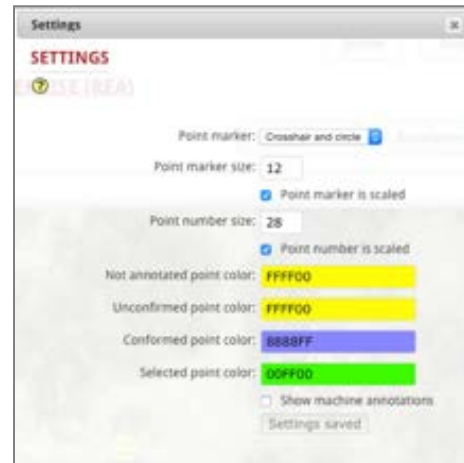 Settings
SETTINGS
?
Point marker: Crosshair and circle
Point marker size: 12
Point marker is scaled
Point number size: 28
Point number is scaled
Not annotated point color: FFFF00
Unconfirmed point color: FFFF00
Conformed point color: 8888FF
Selected point color: 00FF00
Show machine annotations
Settings saved